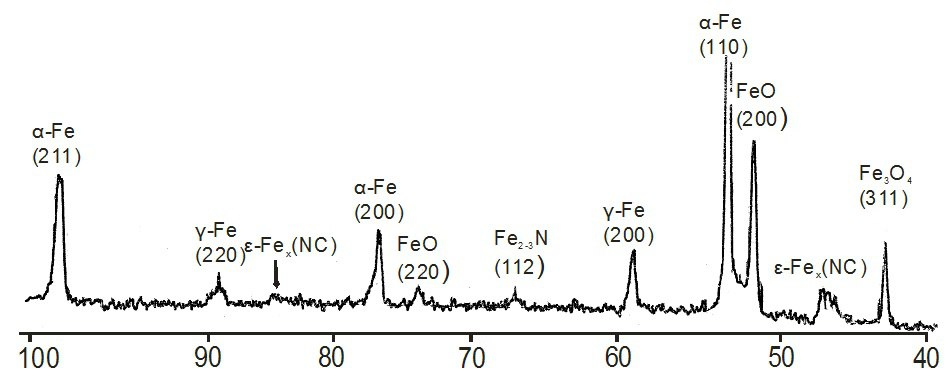 α-Fe
(110)
FeO
(200)
α-Fe
(211)
Fe₃O₄
(311)
α-Fe
(200)
γ-Fe
(200)
γ-Fe
(220)
ε-Feₓ(NC)
FeO
(220)
Fe₂₋₃N
(112)
ε-Feₓ(NC)
100 90 80 70 60 50 40